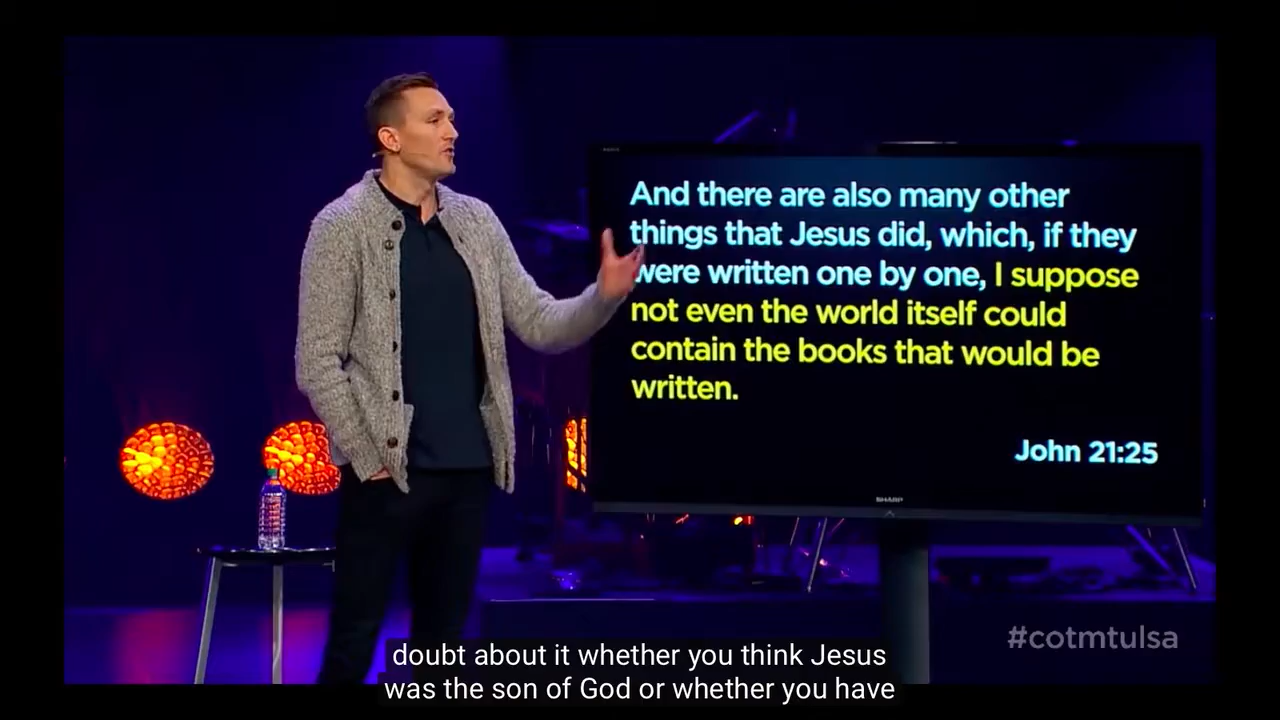 And there are also many other
things that Jesus did, which, if they
were written one by one, I suppose
not even the world itself could
contain the books that would be
written.
John 21:25
SHARP
#cotmtulsa
doubt about it whether you think Jesus
was the son of God or whether you have